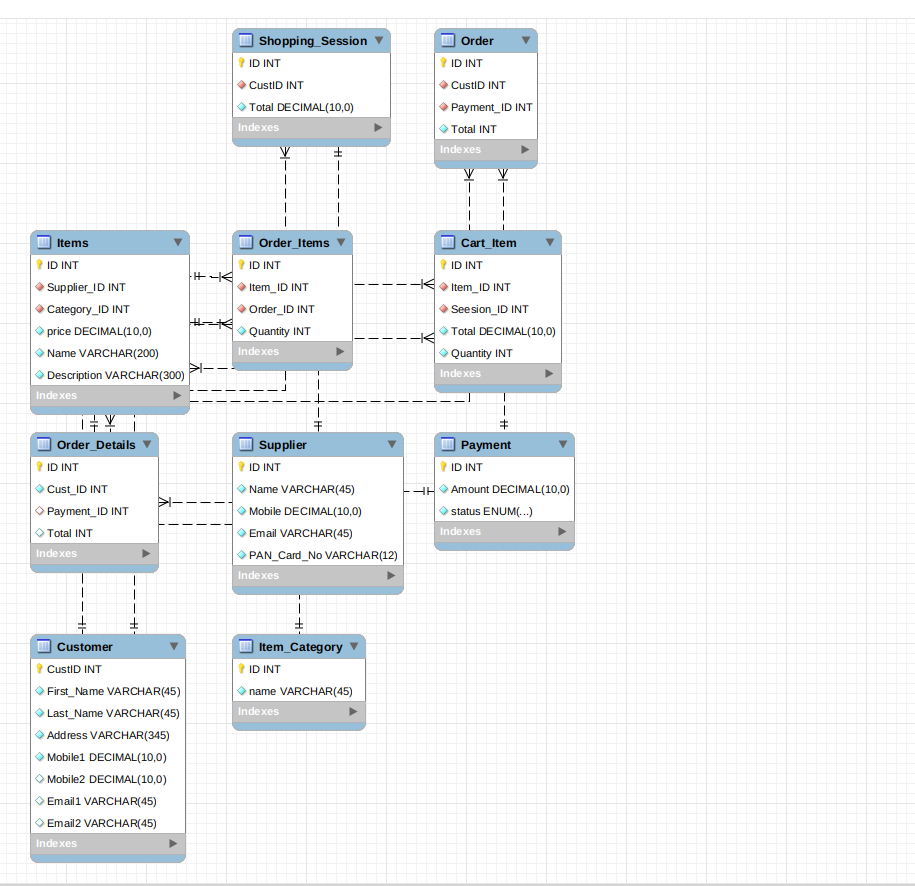 Shopping_Session
ID INT
CustID INT
Total DECIMAL(10,0)
Indexes
Order
ID INT
CustID INT
Payment_ID INT
Total INT
Indexes
Items
ID INT
Supplier_ID INT
Category_ID INT
price DECIMAL(10,0)
Name VARCHAR(200)
Description VARCHAR(300)
Indexes
Order_Items
ID INT
Item_ID INT
Order_ID INT
Quantity INT
Indexes
Cart_Item
ID INT
Item_ID INT
Seesion_ID INT
Total DECIMAL(10,0)
Quantity INT
Indexes
Order_Details
ID INT
Cust_ID INT
Payment_ID INT
Total INT
Indexes
Supplier
ID INT
Name VARCHAR(45)
Mobile DECIMAL(10,0)
Email VARCHAR(45)
PAN_Card_No VARCHAR(12)
Indexes
Payment
ID INT
Amount DECIMAL(10,0)
status ENUM(...)
Indexes
Customer
CustID INT
First_Name VARCHAR(45)
Last_Name VARCHAR(45)
Address VARCHAR(345)
Mobile1 DECIMAL(10,0)
Mobile2 DECIMAL(10,0)
Email1 VARCHAR(45)
Email2 VARCHAR(45)
Indexes
Item_Category
ID INT
name VARCHAR(45)
Indexes